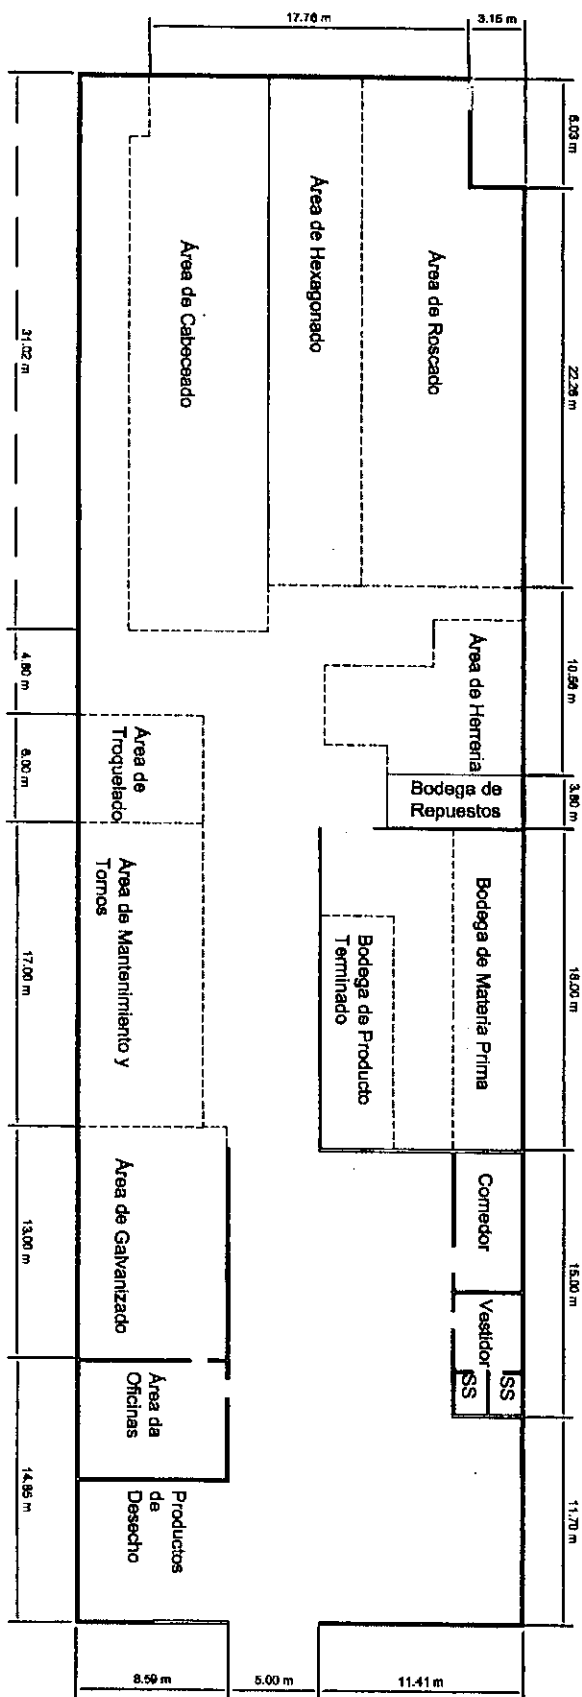 17.76 m
3.15 m
6.03 m
22.26 m
10.56 m
3.80 m
18.00 m
15.00 m
11.70 m
Área de Roscado
Área de Hexagonado
Área de Cabeceado
Área de Herreria
Bodega de
Repuestos
Bodega de Materia Prima
Bodega de Producto
Terminado
Comedor
Vestidor
SS
SS
Área de
Troquelado
Área de Mantenimiento y
Tornos
Área de Galvanizado
Área da
Oficinas
Productos
de
Desecho
31.02 m
4.80 m
6.00 m
17.00 m
13.00 m
14.85 m
8.59 m
5.00 m
11.41 m